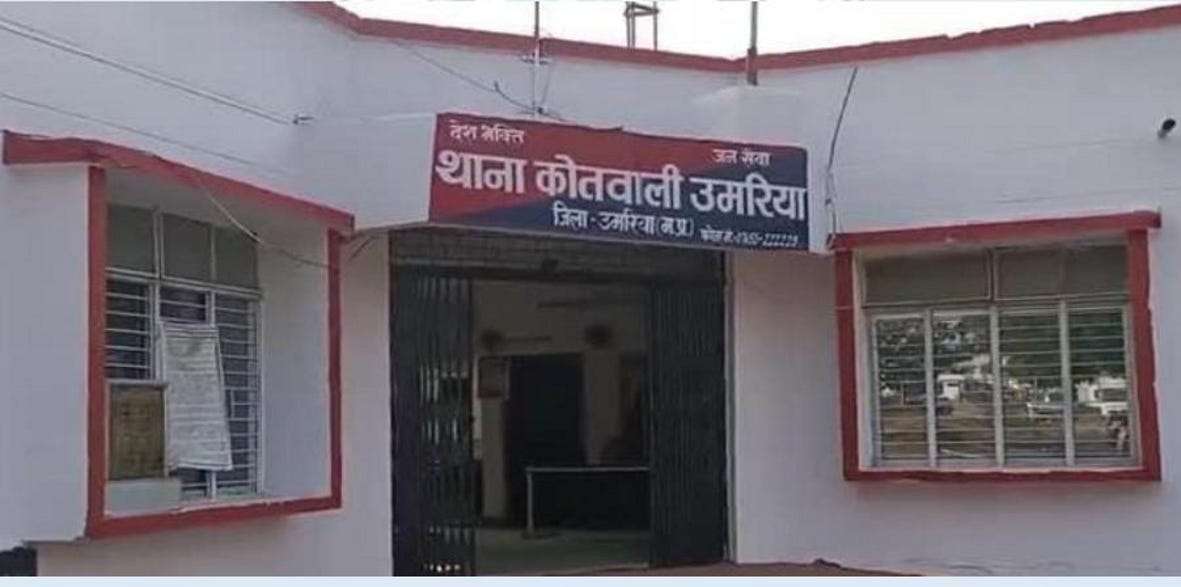 देश भक्ति
जन सेवा
थाना कोतवाली उमरिया
जिला - उमरिया (म.प्र.) फोन नं.